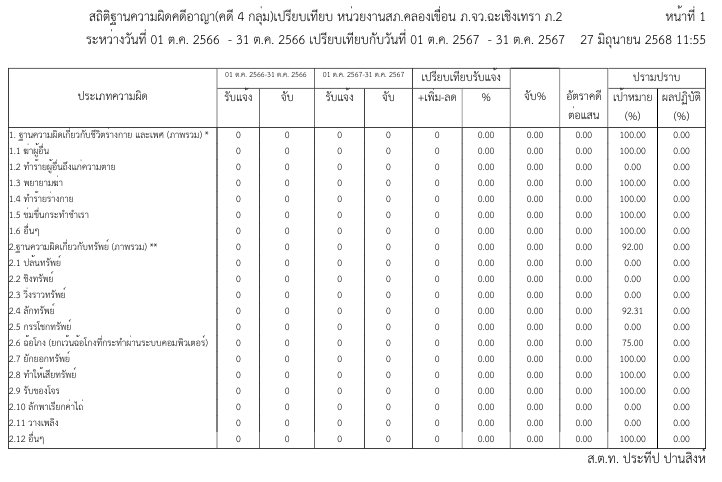 สถิติฐานความผิดคดีอาญา(คดี 4 กลุ่ม)เปรียบเทียบ หน่วยงานสภ.คลองเขื่อน ภ.จว.ฉะเชิงเทรา ภ.2 หน้าที่ 1
ระหว่างวันที่ 01 ต.ค. 2566 - 31 ต.ค. 2566 เปรียบเทียบกับวันที่ 01 ต.ค. 2567 - 31 ต.ค. 2567 27 มิถุนายน 2568 11:55
ประเภทความผิด 01 ต.ค. 2566-31 ต.ค. 2566 01 ต.ค. 2567-31 ต.ค. 2567 เปรียบเทียบรับแจ้ง จับ% อัตราคดีต่อแสน ปรามปราบ
รับแจ้ง จับ รับแจ้ง จับ +เพิ่ม-ลด % เป้าหมาย (%) ผลปฏิบัติ (%)
1. ฐานความผิดเกี่ยวกับชีวิตร่างกาย และเพศ (ภาพรวม) * 0 0 0 0 0 0.00 0.00 0.00 100.00 0.00
1.1 ฆ่าผู้อื่น 0 0 0 0 0 0.00 0.00 0.00 100.00 0.00
1.2 ทำร้ายผู้อื่นถึงแก่ความตาย 0 0 0 0 0 0.00 0.00 0.00 0.00 0.00
1.3 พยายามฆ่า 0 0 0 0 0 0.00 0.00 0.00 100.00 0.00
1.4 ทำร้ายร่างกาย 0 0 0 0 0 0.00 0.00 0.00 100.00 0.00
1.5 ข่มขืนกระทำชำเรา 0 0 0 0 0 0.00 0.00 0.00 100.00 0.00
1.6 อื่นๆ 0 0 0 0 0 0.00 0.00 0.00 100.00 0.00
2.ฐานความผิดเกี่ยวกับทรัพย์ (ภาพรวม) ** 0 0 0 0 0 0.00 0.00 0.00 92.00 0.00
2.1 ปล้นทรัพย์ 0 0 0 0 0 0.00 0.00 0.00 0.00 0.00
2.2 ชิงทรัพย์ 0 0 0 0 0 0.00 0.00 0.00 0.00 0.00
2.3 วิ่งราวทรัพย์ 0 0 0 0 0 0.00 0.00 0.00 0.00 0.00
2.4 ลักทรัพย์ 0 0 0 0 0 0.00 0.00 0.00 92.31 0.00
2.5 กรรโชกทรัพย์ 0 0 0 0 0 0.00 0.00 0.00 0.00 0.00
2.6 ฉ้อโกง (ยกเว้นฉ้อโกงที่กระทำผ่านระบบคอมพิวเตอร์) 0 0 0 0 0 0.00 0.00 0.00 75.00 0.00
2.7 ยักยอกทรัพย์ 0 0 0 0 0 0.00 0.00 0.00 100.00 0.00
2.8 ทำให้เสียทรัพย์ 0 0 0 0 0 0.00 0.00 0.00 100.00 0.00
2.9 รับของโจร 0 0 0 0 0 0.00 0.00 0.00 100.00 0.00
2.10 ลักพาเรียกค่าไถ่ 0 0 0 0 0 0.00 0.00 0.00 0.00 0.00
2.11 วางเพลิง 0 0 0 0 0 0.00 0.00 0.00 0.00 0.00
2.12 อื่นๆ 0 0 0 0 0 0.00 0.00 0.00 100.00 0.00
ส.ต.ท. ประทีป ปานสิงห์